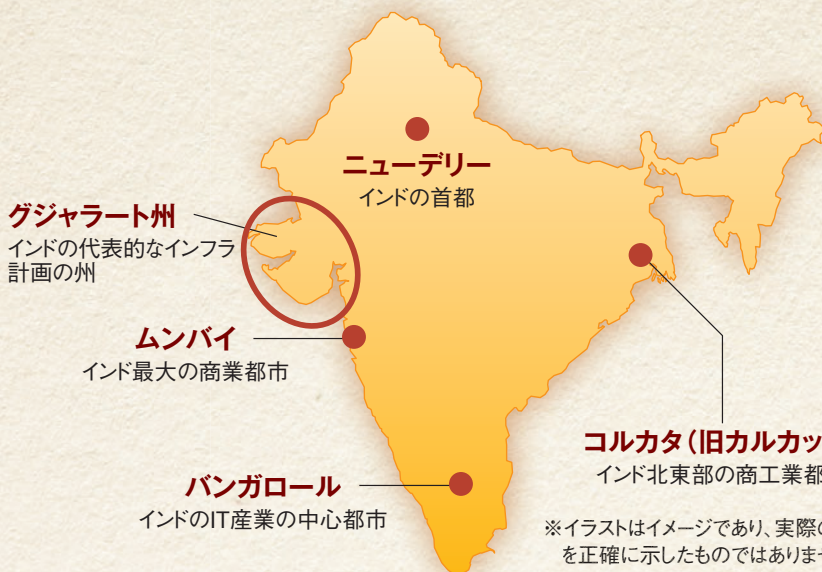 ニューデリー
インドの首都
グジャラート州
インドの代表的なインフラ
計画の州
ムンバイ
インド最大の商業都市
コルカタ（旧カルカッ
インド北東部の商工業都
バンガロール
インドのIT産業の中心都市
※イラストはイメージであり、実際の
を正確に示したものではありませ